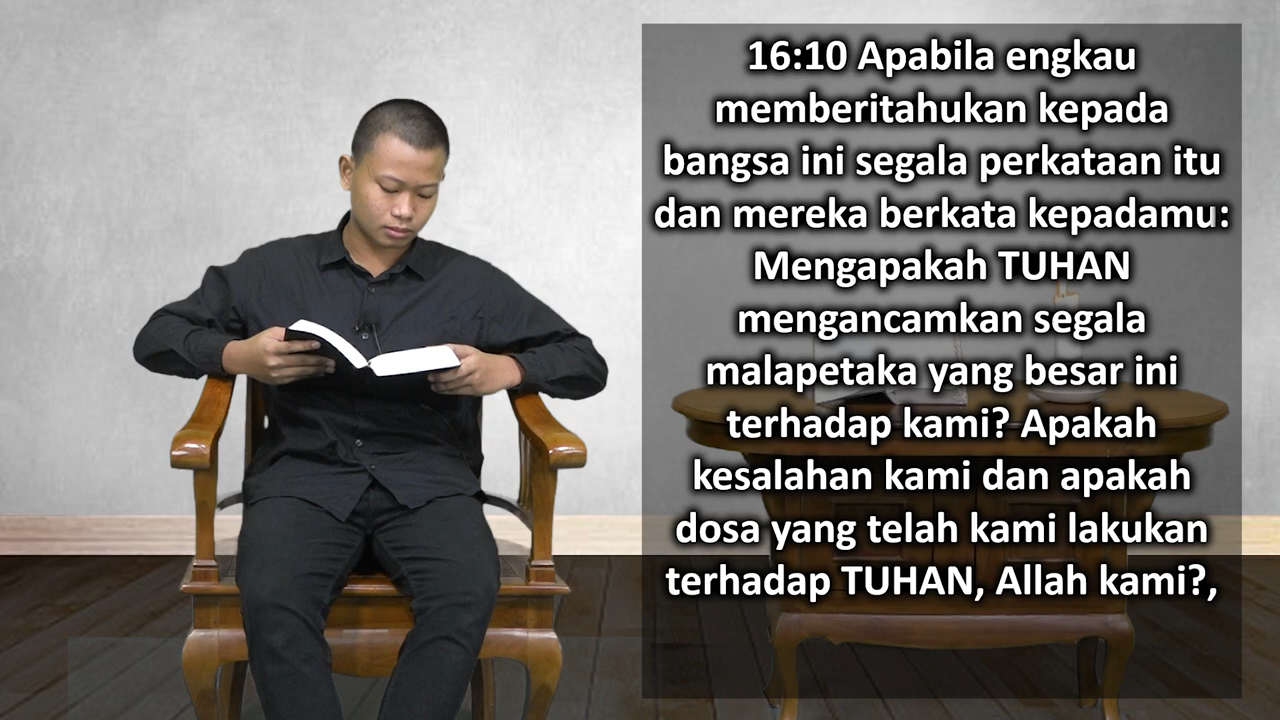 16:10 Apabila engkau
memberitahukan kepada
bangsa ini segala perkataan itu
dan mereka berkata kepadamu:
Mengapakah TUHAN
mengancamkan segala
malapetaka yang besar ini
terhadap kami? Apakah
kesalahan kami dan apakah
dosa yang telah kami lakukan
terhadap TUHAN, Allah kami?,